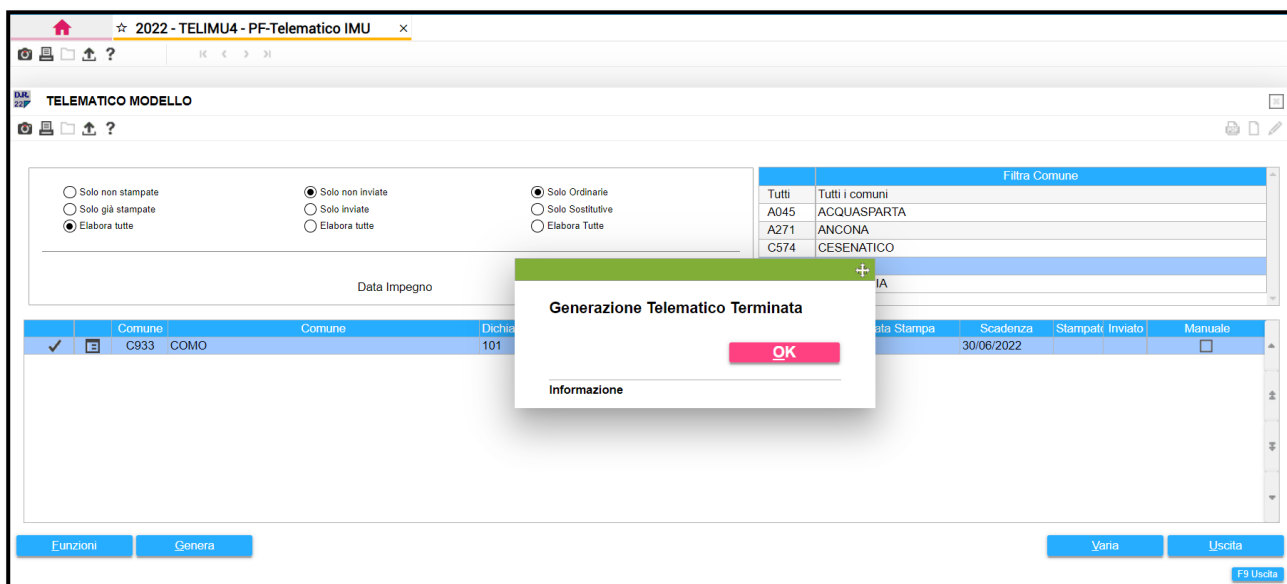 ☆ 2022 - TELIMU4 - PF-Telematico IMU ×
?
D.R. 22 TELEMATICO MODELLO
?
Filtra Comune
Solo non stampate Solo non inviate Solo Ordinarie
Tutti Tutti i comuni
Solo già stampate Solo inviate Solo Sostitutive
A045 ACQUASPARTA
Elabora tutte Elabora tutte Elabora Tutte
A271 ANCONA
C574 CESENATICO
IA
Data Impegno
Generazione Telematico Terminata
OK
Informazione
Comune Comune Dichia ata Stampa Scadenza Stampato Inviato Manuale
C933 COMO 101 30/06/2022
Funzioni Genera Varia Uscita
F9 Uscita